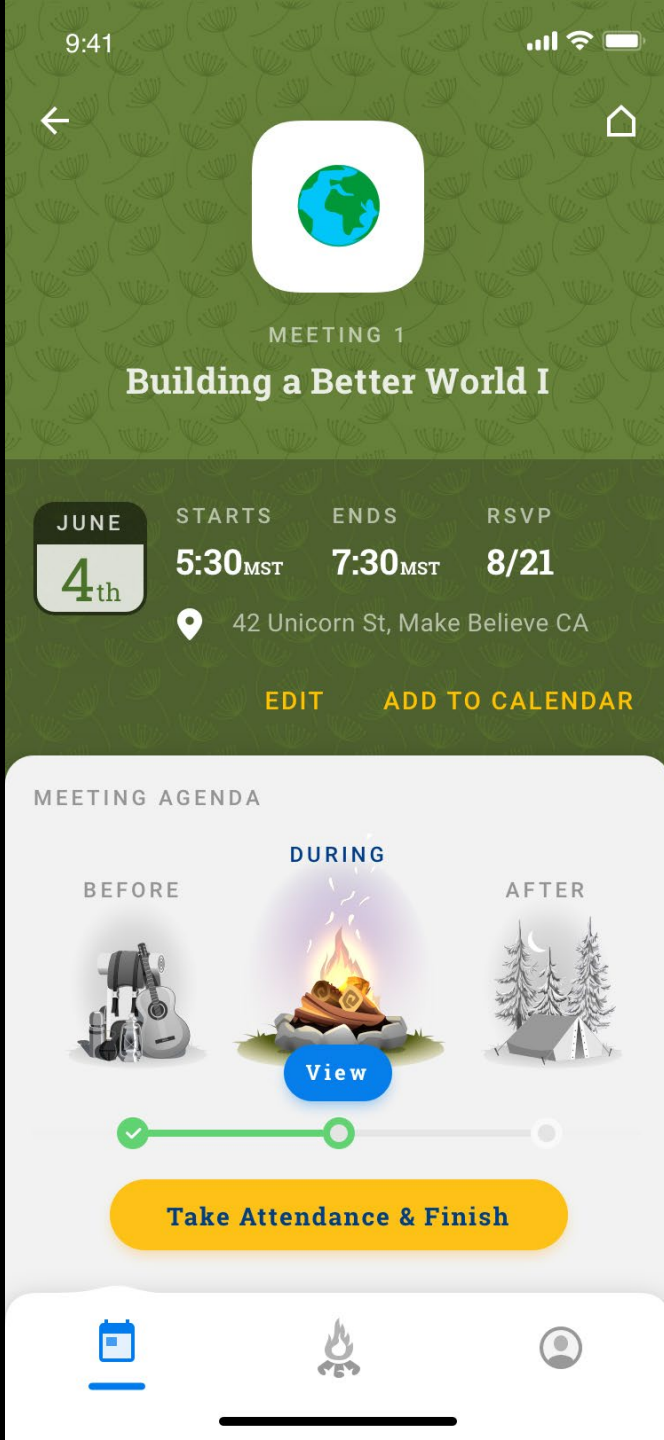 9:41
MEETING 1
Building a Better World I
JUNE
4th
STARTS ENDS RSVP
5:30MST 7:30MST 8/21
42 Unicorn St, Make Believe CA
EDIT ADD TO CALENDAR
MEETING AGENDA
DURING
BEFORE AFTER
View
Take Attendance & Finish